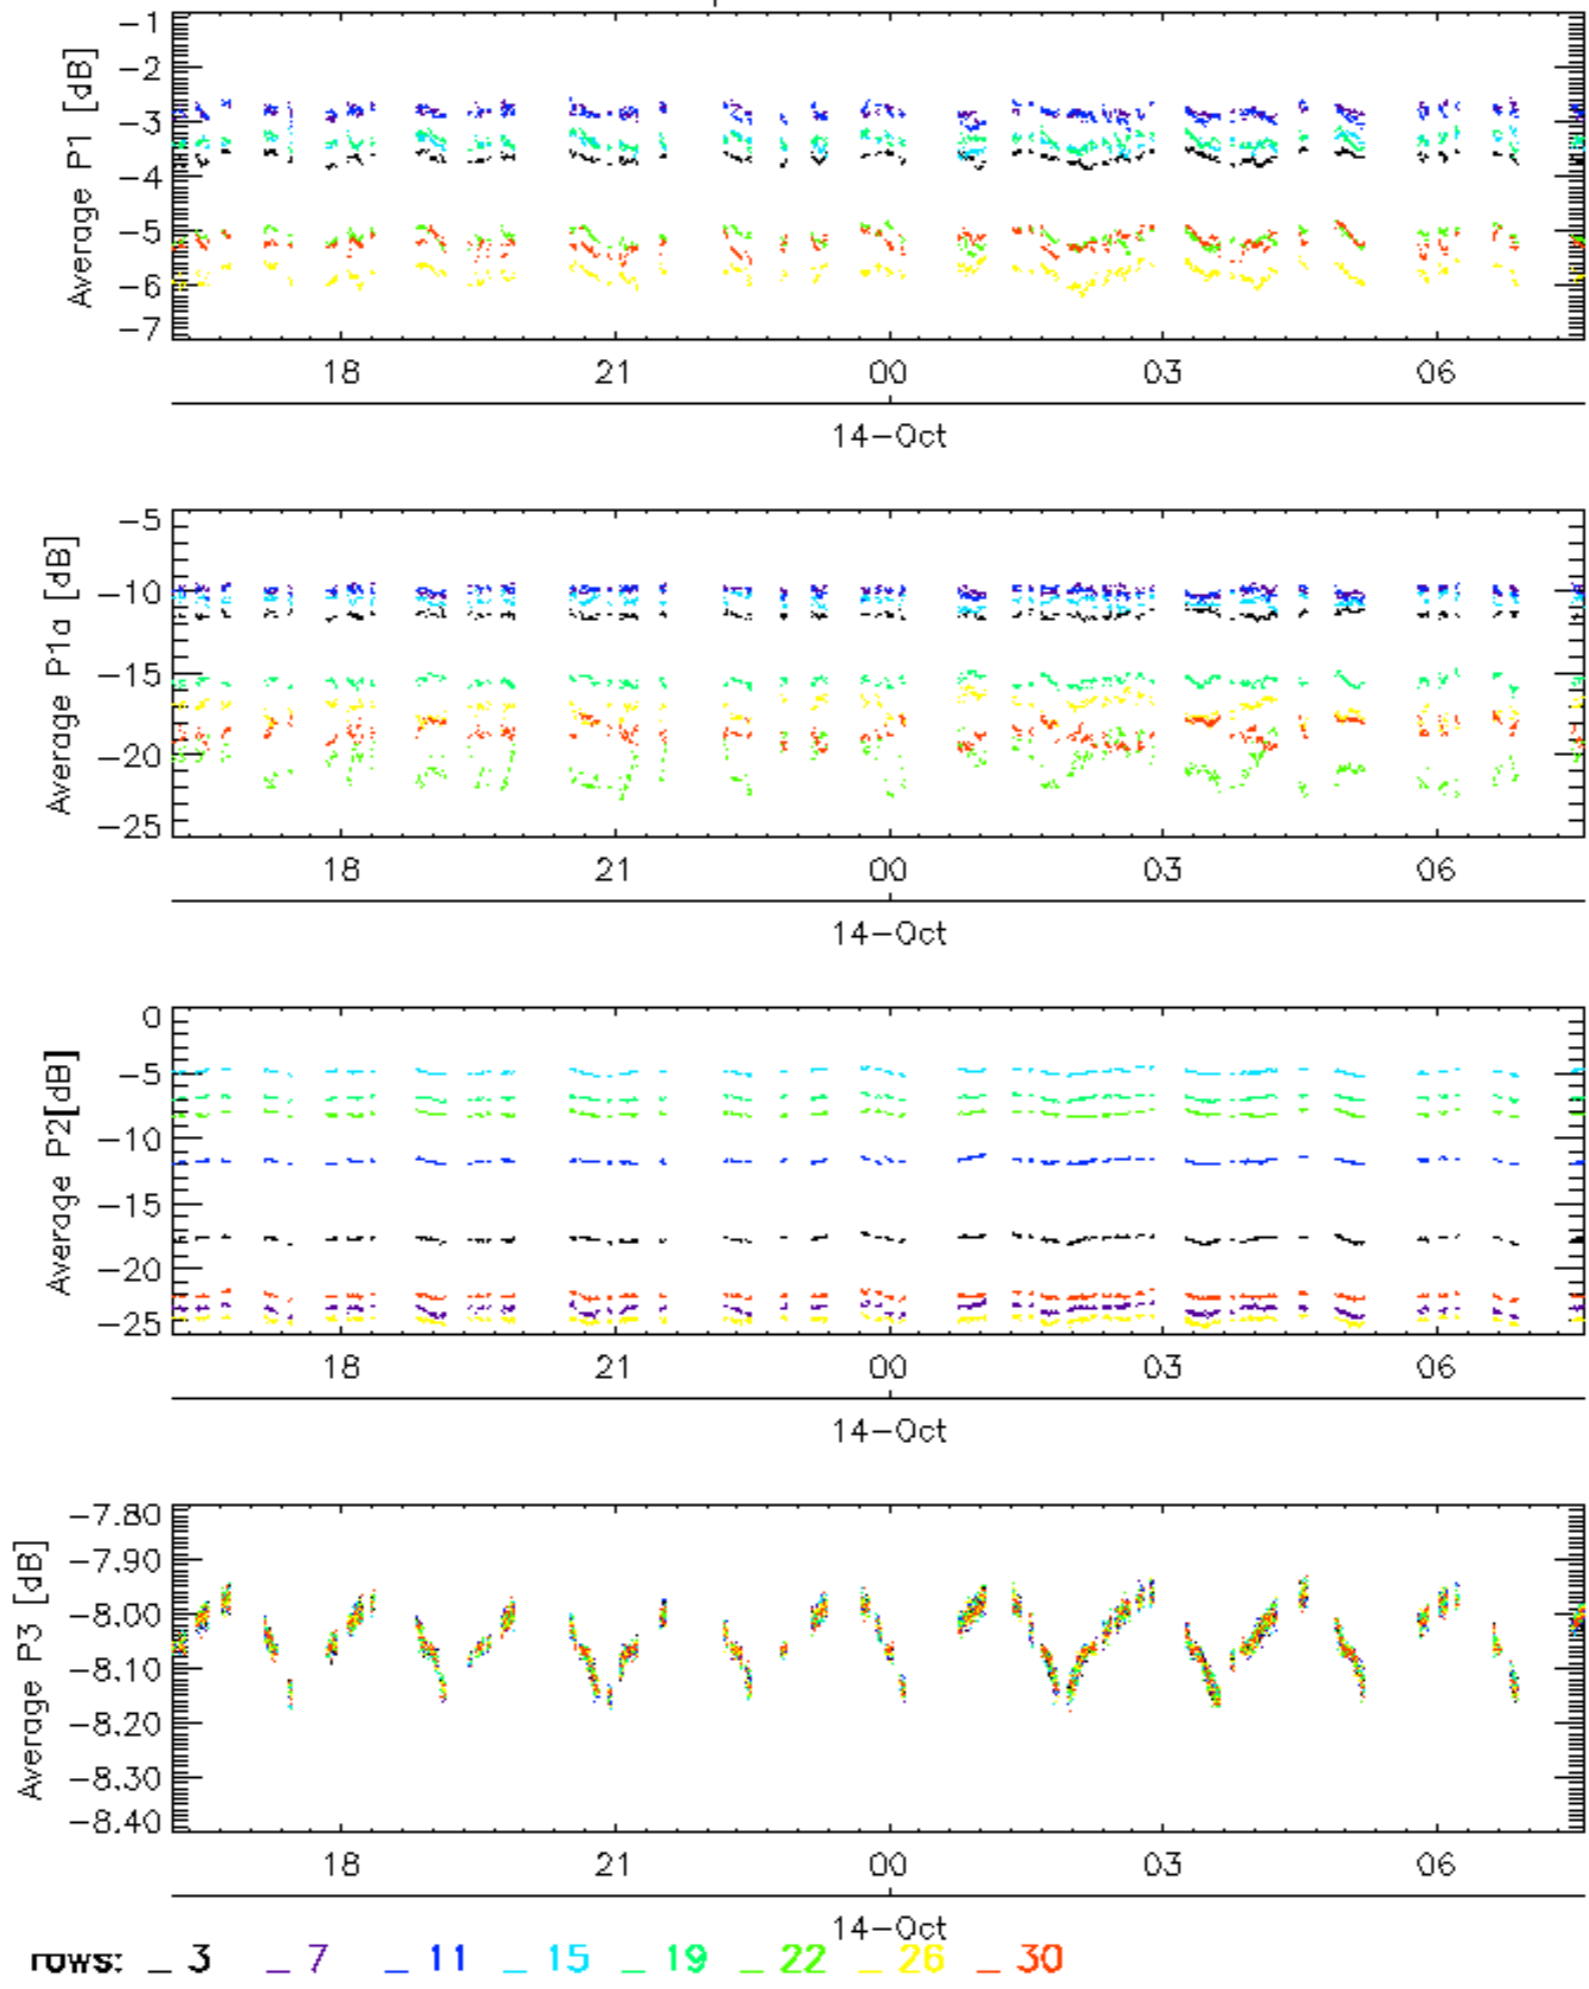 Average P1 [dB]
-1
-2
-3
-4
-5
-6
-7
18 21 00 03 06
14-Oct
Average P1a [dB]
-5
-10
-15
-20
-25
18 21 00 03 06
14-Oct
Average P2[dB]
0
-5
-10
-15
-20
-25
18 21 00 03 06
14-Oct
Average P3 [dB]
-7.80
-7.90
-8.00
-8.10
-8.20
-8.30
-8.40
18 21 00 03 06
14-Oct
rows: _ 3 _ 7 _ 11 _ 15 _ 19 _ 22 _ 26 _ 30